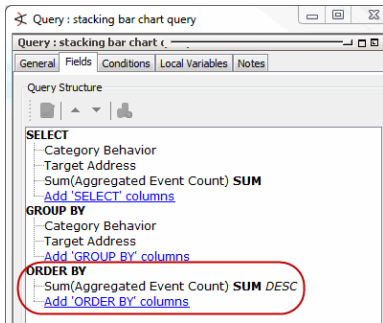 Query : stacking bar chart query
Query : stacking bar chart (
General Fields Conditions Local Variables Notes
Query Structure
SELECT
Category Behavior
Target Address
Sum(Aggregated Event Count) SUM
Add 'SELECT' columns
GROUP BY
Category Behavior
Target Address
Add 'GROUP BY' columns
ORDER BY
Sum(Aggregated Event Count) SUM DESC
Add 'ORDER BY' columns